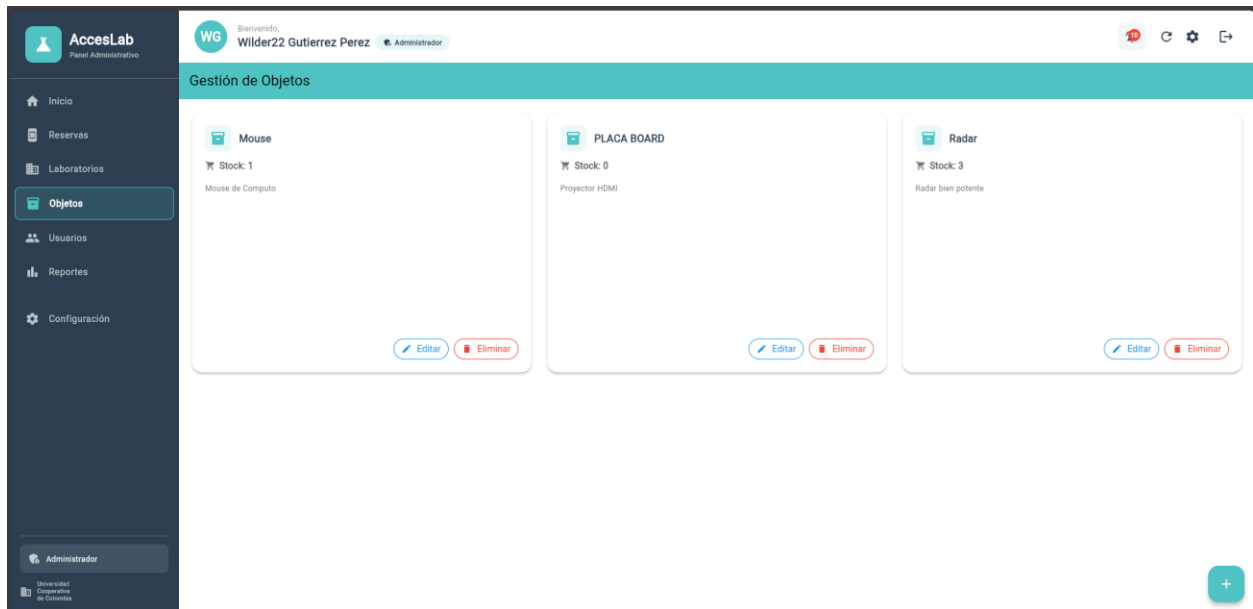 AccesLab
Panel Administrativo
Inicio
Reservas
Laboratorios
Objetos
Usuarios
Reportes
Configuración
Administrador
Universidad
Cooperativa
de Colombia
WG
Bienvenido,
Wilder22 Gutierrez Perez
Administrador
10
Gestión de Objetos
Mouse
Stock: 1
Mouse de Computo
Editar
Eliminar
PLACA BOARD
Stock: 0
Proyector HDMI
Editar
Eliminar
Radar
Stock: 3
Radar bien potente
Editar
Eliminar
+